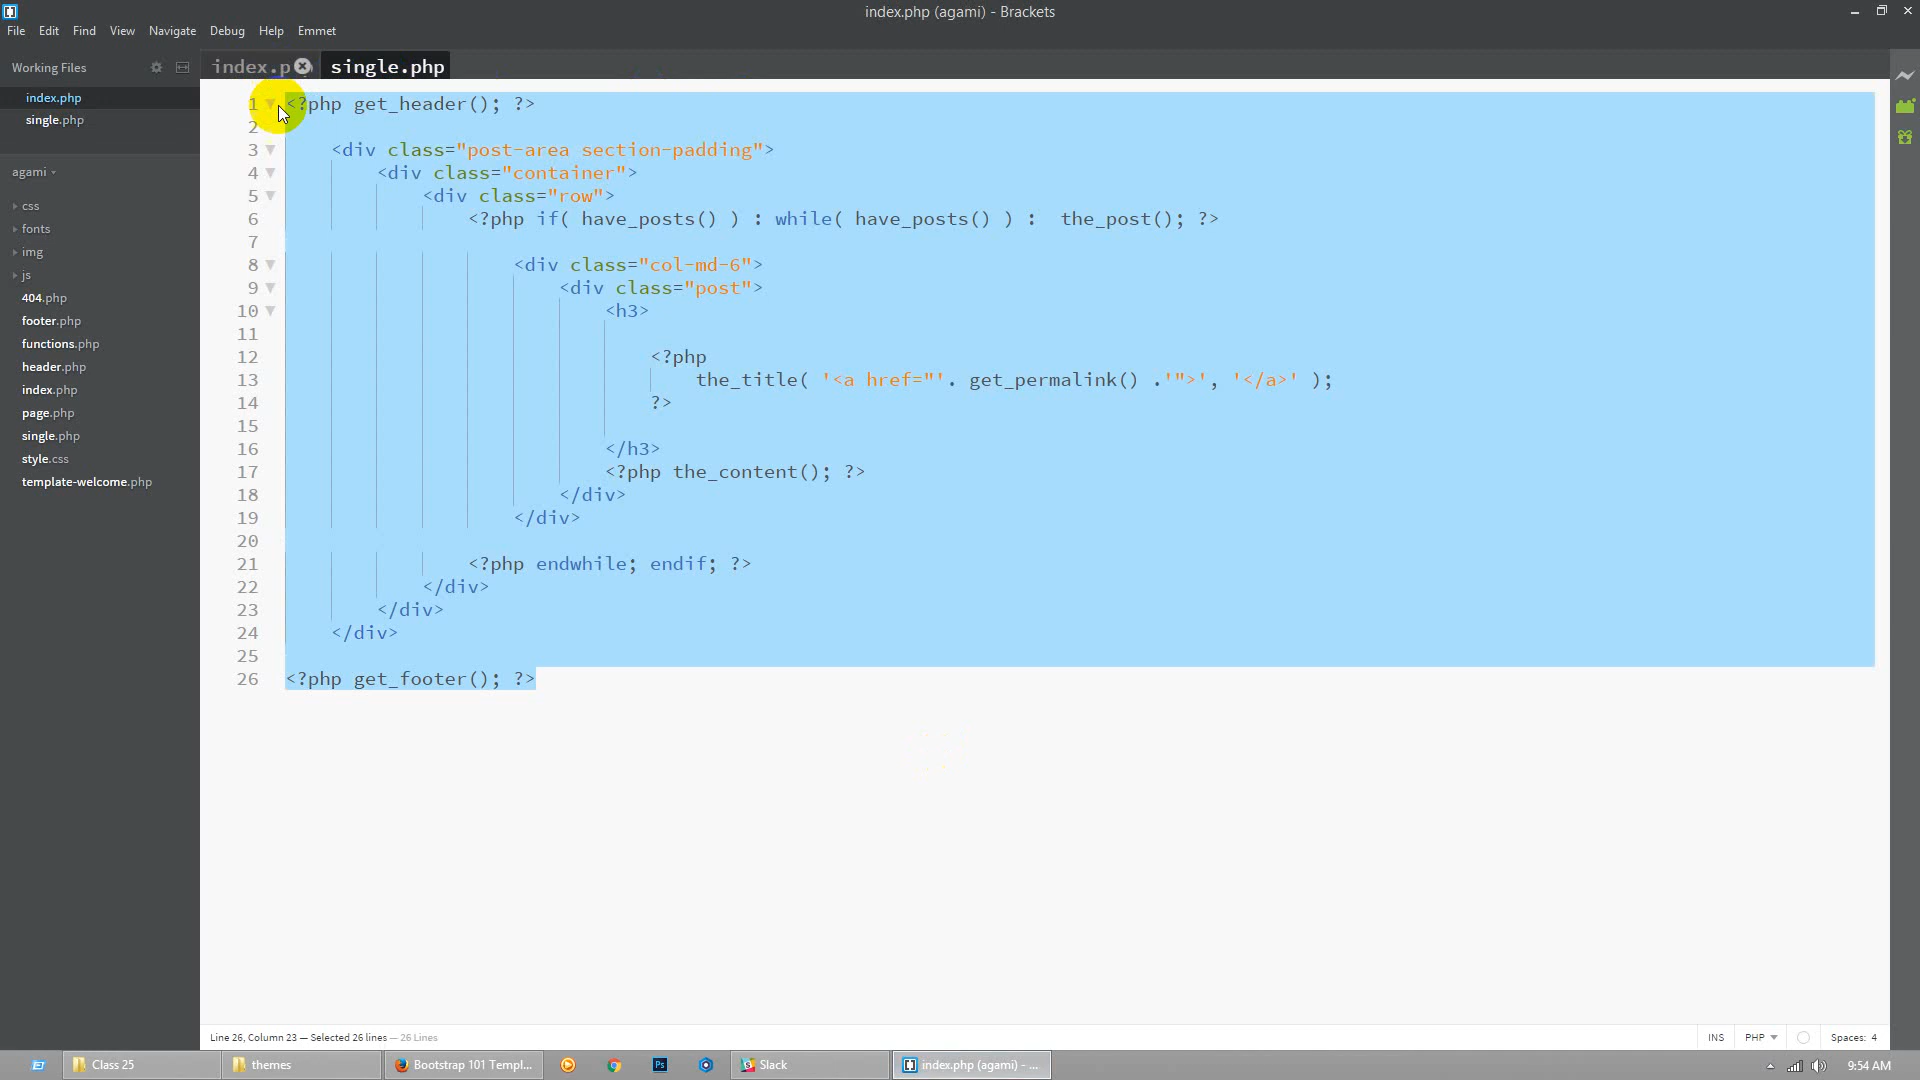 index.php (agami) - Brackets
File Edit Find View Navigate Debug Help Emmet
Working Files
index.p single.php
index.php
single.php
agami
css
fonts
img
js
404.php
footer.php
functions.php
header.php
index.php
page.php
single.php
style.css
template-welcome.php
1 <?php get_header(); ?>
2
3 <div class="post-area section-padding">
4 <div class="container">
5 <div class="row">
6 <?php if( have_posts() ) : while( have_posts() ) :  the_post(); ?>
7
8 <div class="col-md-6">
9 <div class="post">
10 <h3>
11
12 <?php
13 the_title( '<a href="'. get_permalink() .'">', '</a>' );
14 ?>
15
16 </h3>
17 <?php the_content(); ?>
18 </div>
19 </div>
20
21 <?php endwhile; endif; ?>
22 </div>
23 </div>
24 </div>
25
26 <?php get_footer(); ?>
Line 26, Column 23 — Selected 26 lines — 26 Lines
INS PHP Spaces: 4
Class 25 themes Bootstrap 101 Templ... Ps Slack index.php (agami) - ... 9:54 AM